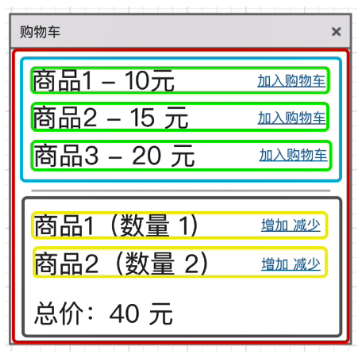 购物车 ×
商品1 – 10元 加入购物车
商品2 – 15 元 加入购物车
商品3 – 20 元 加入购物车
商品1（数量 1） 增加 减少
商品2（数量 2） 增加 减少
总价：40 元